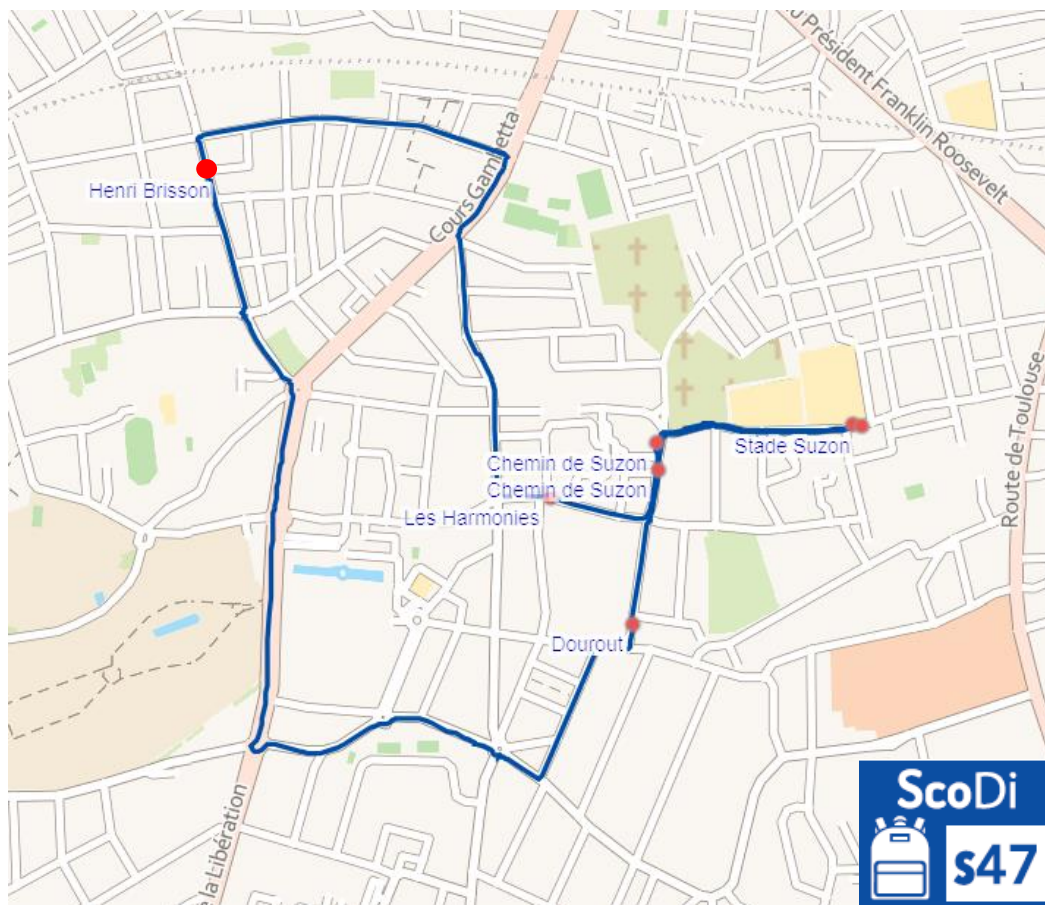 u Président Franklin Roosevelt
Cours Gambetta
Henri Brisson
Route de Toulouse
Stade Suzon
Chemin de Suzon
Chemin de Suzon
Les Harmonies
Dourout
e la Libération
ScoDi
s47